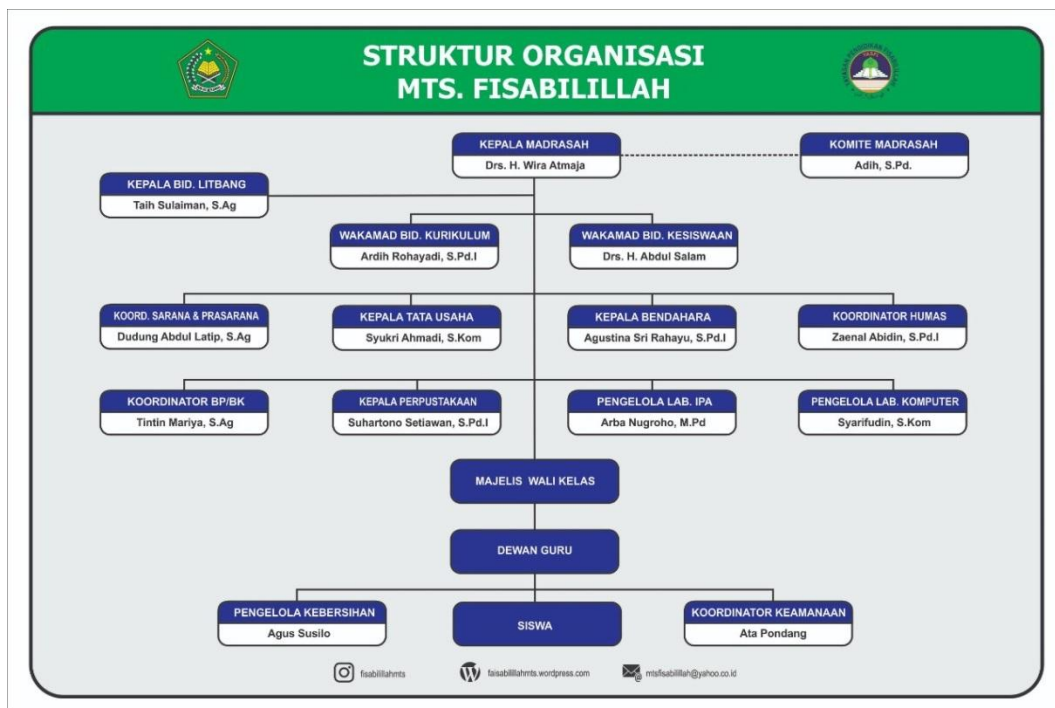 STRUKTUR ORGANISASI
MTS. FISABILILLAH
KEPALA MADRASAH
Drs. H. Wira Atmaja
KOMITE MADRASAH
Adih, S.Pd.
KEPALA BID. LITBANG
Taih Sulaiman, S.Ag
WAKAMAD BID. KURIKULUM
Ardih Rohayadi, S.Pd.I
WAKAMAD BID. KESISWAAN
Drs. H. Abdul Salam
KOORD. SARANA & PRASARANA
Dudung Abdul Latip, S.Ag
KEPALA TATA USAHA
Syukri Ahmadi, S.Kom
KEPALA BENDAHARA
Agustina Sri Rahayu, S.Pd.I
KOORDINATOR HUMAS
Zaenal Abidin, S.Pd.I
KOORDINATOR BP/BK
Tintin Mariya, S.Ag
KEPALA PERPUSTAKAAN
Suhartono Setiawan, S.Pd.I
PENGELOLA LAB. IPA
Arba Nugroho, M.Pd
PENGELOLA LAB. KOMPUTER
Syarifudin, S.Kom
MAJELIS WALI KELAS
DEWAN GURU
PENGELOLA KEBERSIHAN
Agus Susilo
SISWA
KOORDINATOR KEAMANAAN
Ata Pondang
fisabilillahmts
faisabilillahmts.wordpress.com
mtsfisabilillah@yahoo.co.id